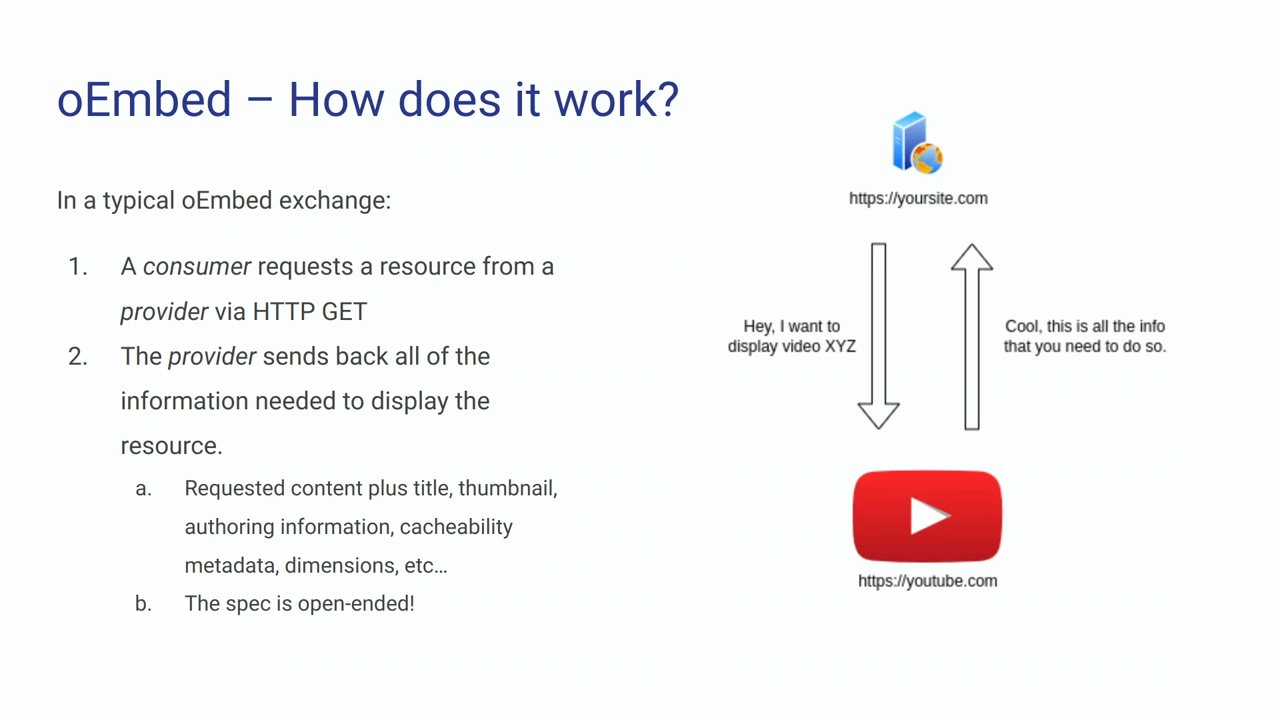 oEmbed – How does it work?
In a typical oEmbed exchange:
1. A consumer requests a resource from a
provider via HTTP GET
2. The provider sends back all of the
information needed to display the
resource.
a. Requested content plus title, thumbnail,
authoring information, cacheability
metadata, dimensions, etc…
b. The spec is open-ended!
https://yoursite.com
Hey, I want to
display video XYZ
Cool, this is all the info
that you need to do so.
https://youtube.com